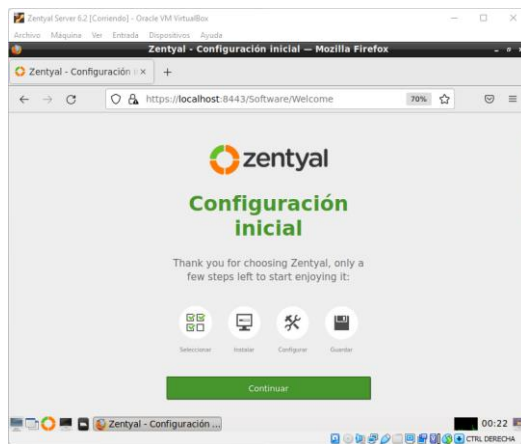 Zentyal Server 6.2 [Corriendo] - Oracle VM VirtualBox
Archivo Máquina Ver Entrada Dispositivos Ayuda
Zentyal - Configuración inicial — Mozilla Firefox
Zentyal - Configuración i
https://localhost:8443/Software/Welcome 70%
zentyal
Configuración
inicial
Thank you for choosing Zentyal, only a
few steps left to start enjoying it:
Seleccionar Instalar Configurar Guardar
Continuar
Zentyal - Configuración ... 00:22
CTRL DERECHA